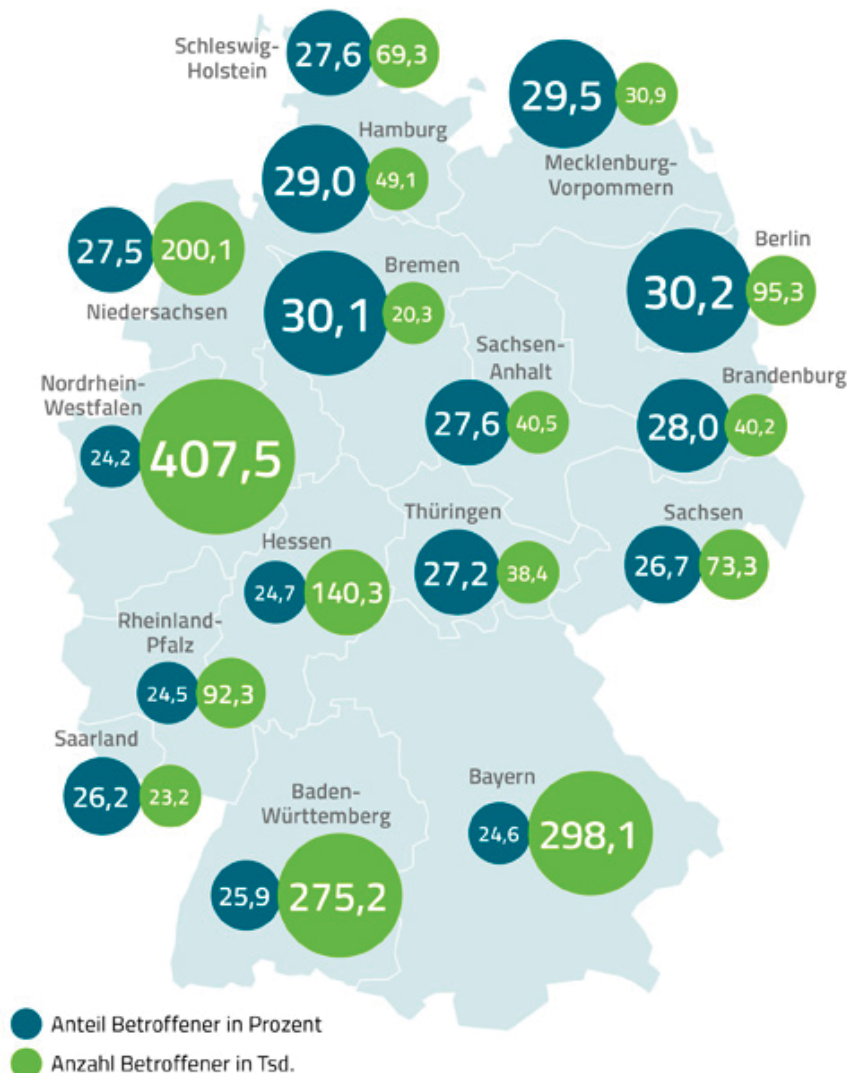 Schleswig-
Holstein
27,6 69,3
29,5 30,9
Mecklenburg-
Vorpommern
Hamburg
29,0 49,1
27,5 200,1
Niedersachsen
Bremen
30,1 20,3
Berlin
30,2 95,3
Nordrhein-
Westfalen
24,2 407,5
Sachsen-
Anhalt
27,6 40,5
Brandenburg
28,0 40,2
Hessen
24,7 140,3
Thüringen
27,2 38,4
Sachsen
26,7 73,3
Rheinland-
Pfalz
24,5 92,3
Saarland
26,2 23,2
Baden-
Württemberg
25,9 275,2
Bayern
24,6 298,1
Anteil Betroffener in Prozent
Anzahl Betroffener in Tsd.